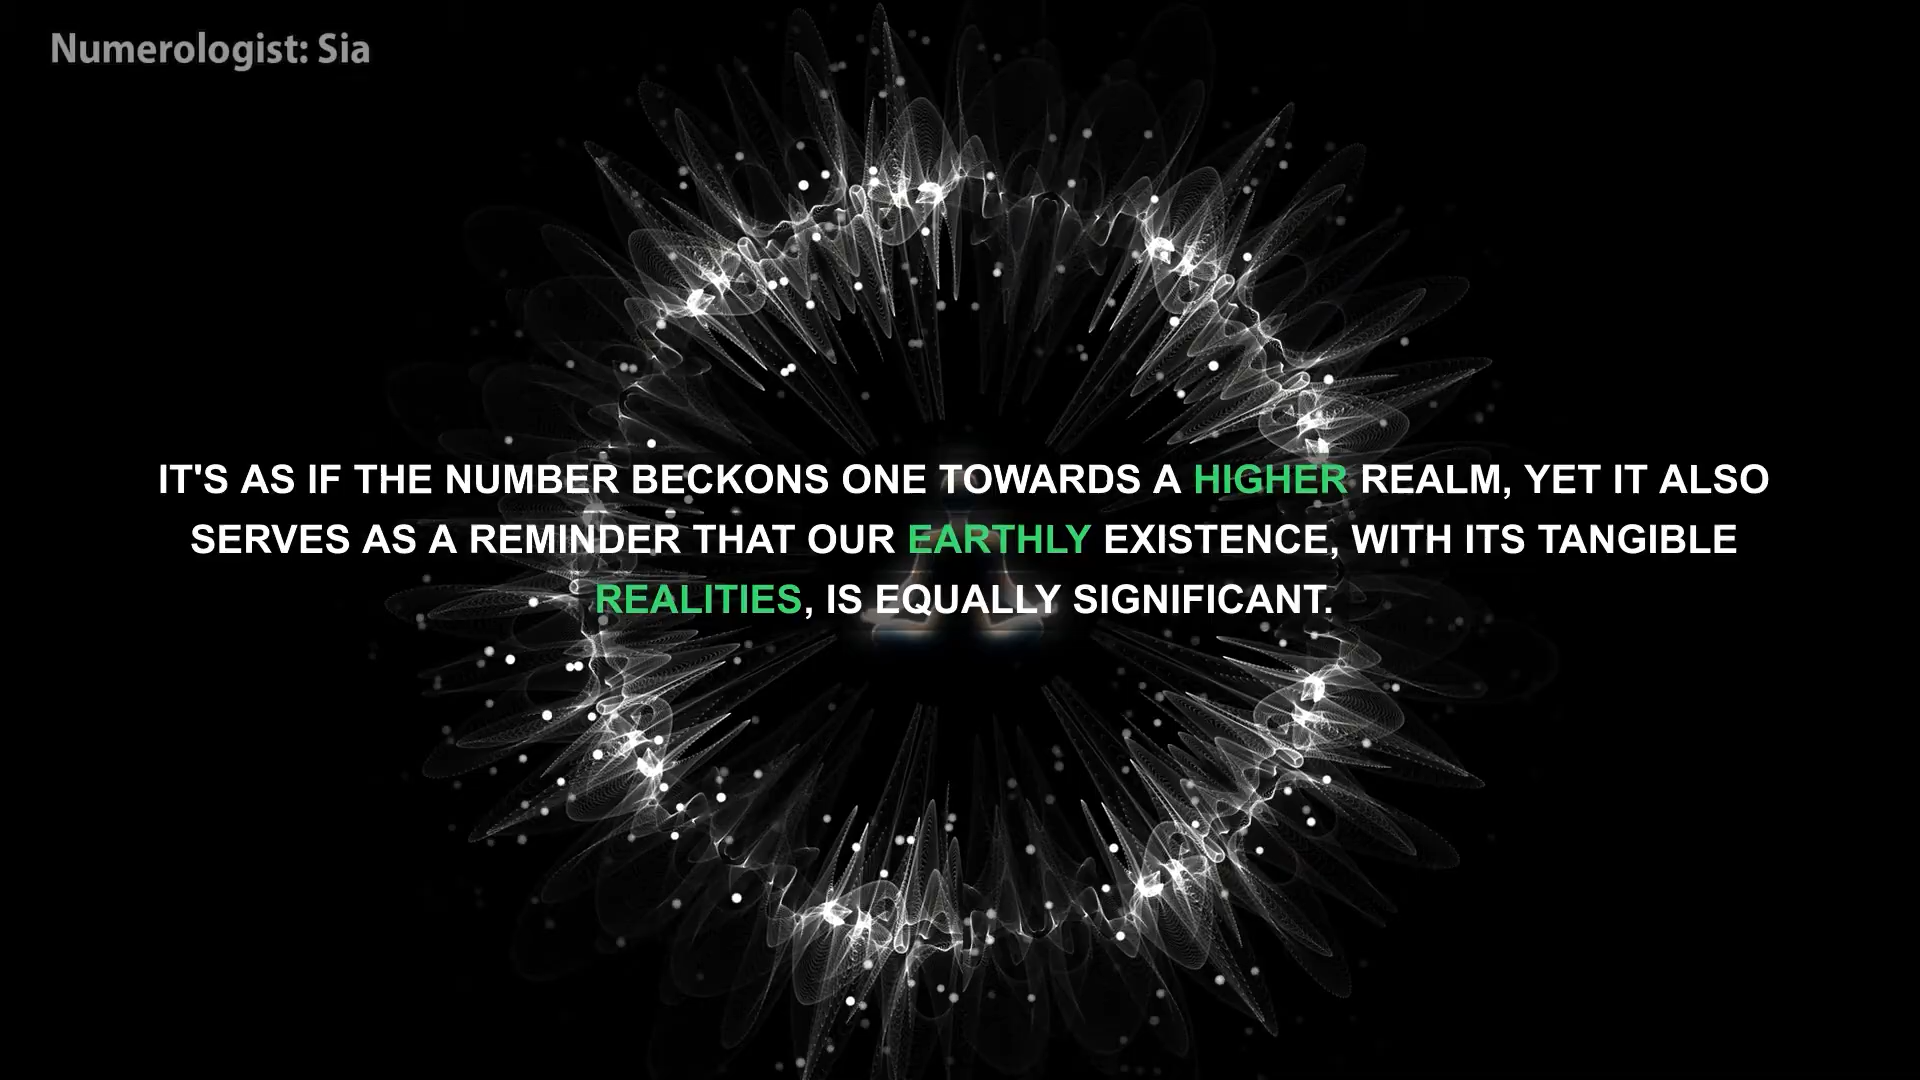 Numerologist: Sia
IT'S AS IF THE NUMBER BECKONS ONE TOWARDS A HIGHER REALM, YET IT ALSO
SERVES AS A REMINDER THAT OUR EARTHLY EXISTENCE, WITH ITS TANGIBLE
REALITIES, IS EQUALLY SIGNIFICANT.